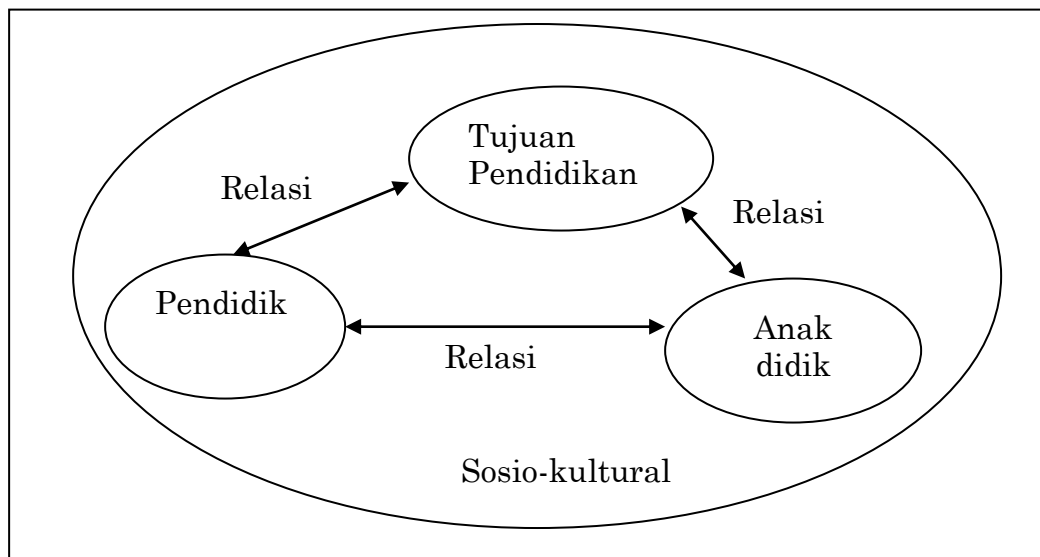 Tujuan
Pendidikan
Relasi
Relasi
Pendidik
Anak
didik
Relasi
Sosio-kultural